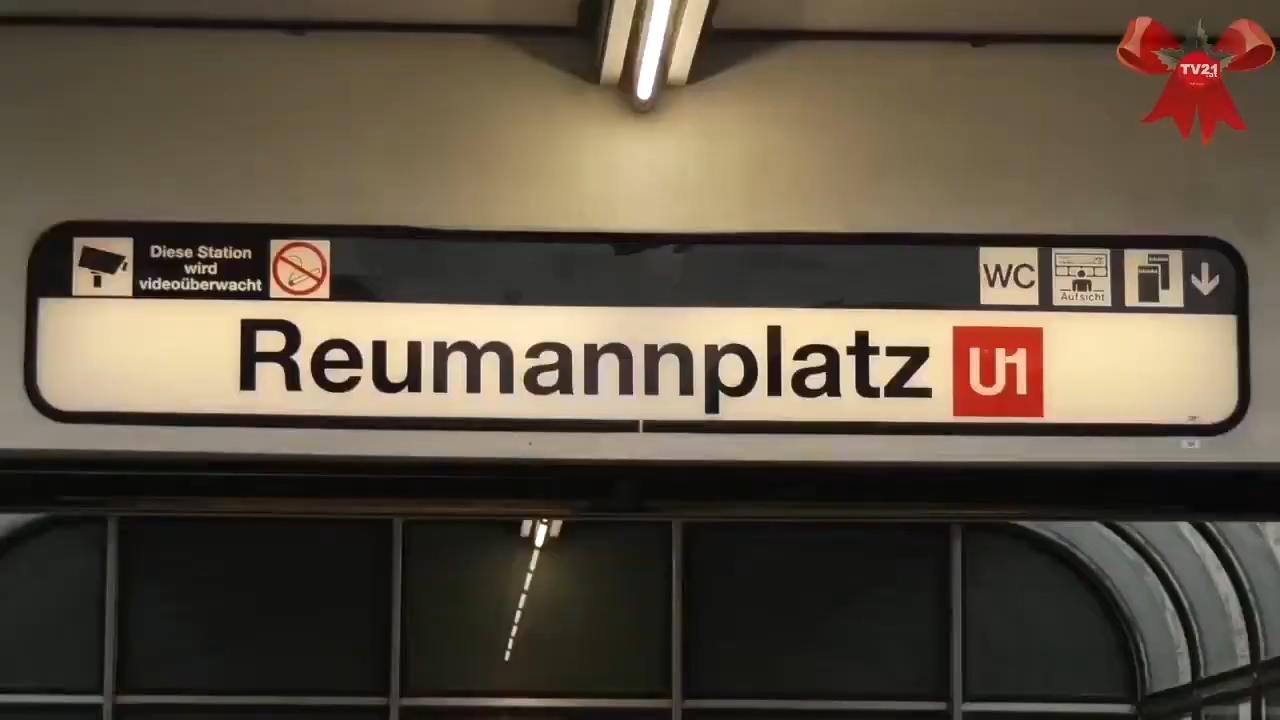 TV21
Diese Station
wird
videoüberwacht
WC
Aufsicht
Reumannplatz U1